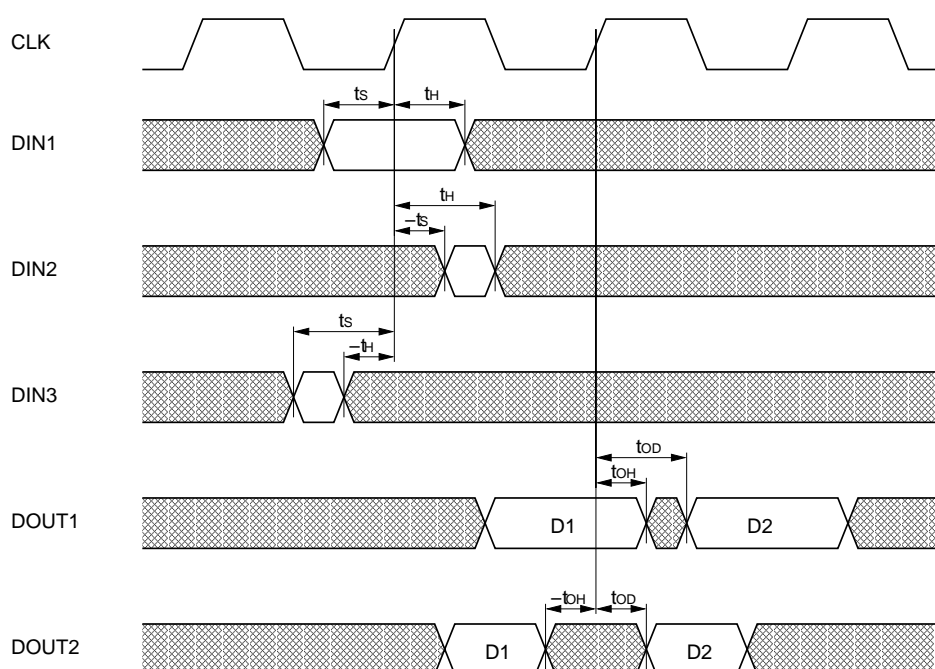 CLK
tS tH
DIN1
tH
–tS
DIN2
tS
–tH
DIN3
tOD
tOH
DOUT1 D1 D2
–tOH tOD
DOUT2 D1 D2